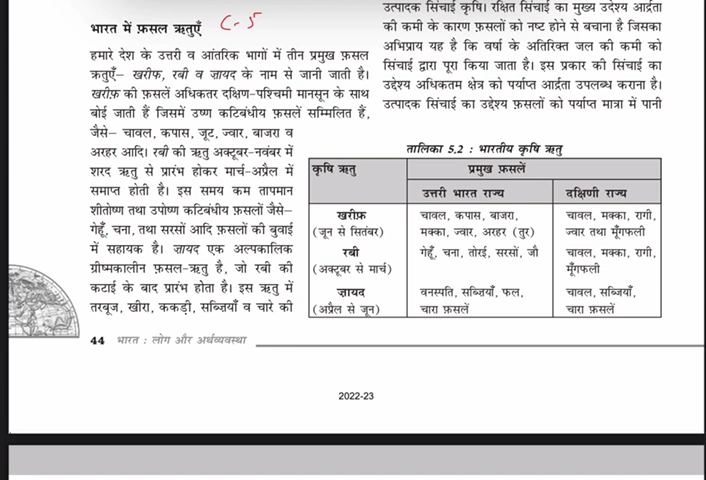 भारत में फ़सल ऋतुएँ C-5
हमारे देश के उत्तरी व आंतरिक भागों में तीन प्रमुख फ़सल
ऋतुएँ– खरीफ, रबी व ज़ायद के नाम से जानी जाती है।
खरीफ़ की फ़सलें अधिकतर दक्षिण-पश्चिमी मानसून के साथ
बोई जाती हैं जिसमें उष्ण कटिबंधीय फ़सलें सम्मिलित हैं,
जैसे– चावल, कपास, जूट, ज्वार, बाजरा व
अरहर आदि। रबी की ऋतु अक्टूबर-नवंबर में
शरद ऋतु से प्रारंभ होकर मार्च-अप्रैल में
समाप्त होती है। इस समय कम तापमान
शीतोष्ण तथा उपोष्ण कटिबंधीय फ़सलों जैसे–
गेहूँ, चना, तथा सरसों आदि फ़सलों की बुवाई
में सहायक है। ज़ायद एक अल्पकालिक
ग्रीष्मकालीन फ़सल-ऋतु है, जो रबी की
कटाई के बाद प्रारंभ होता है। इस ऋतु में
तरबूज, खीरा, ककड़ी, सब्ज़ियाँ व चारे की
उत्पादक सिंचाई कृषि। रक्षित सिंचाई का मुख्य उदेश्य आर्द्रता
की कमी के कारण फ़सलों को नष्ट होने से बचाना है जिसका
अभिप्राय यह है कि वर्षा के अतिरिक्त जल की कमी को
सिंचाई द्वारा पूरा किया जाता है। इस प्रकार की सिंचाई का
उद्देश्य अधिकतम क्षेत्र को पर्याप्त आर्द्रता उपलब्ध कराना है।
उत्पादक सिंचाई का उद्देश्य फ़सलों को पर्याप्त मात्रा में पानी
तालिका 5.2 : भारतीय कृषि ऋतु
कृषि ऋतु प्रमुख फ़सलें
उत्तरी भारत राज्य दक्षिणी राज्य
खरीफ़ चावल, कपास, बाजरा, चावल, मक्का, रागी,
(जून से सितंबर) मक्का, ज्वार, अरहर (तुर) ज्वार तथा मूँगफली
रबी गेहूँ, चना, तोरई, सरसों, जौ चावल, मक्का, रागी,
(अक्टूबर से मार्च) मूँगफली
ज़ायद वनस्पति, सब्ज़ियाँ, फल, चावल, सब्ज़ियाँ,
(अप्रैल से जून) चारा फ़सलें चारा फ़सलें
44 भारत : लोग और अर्थव्यवस्था
2022-23